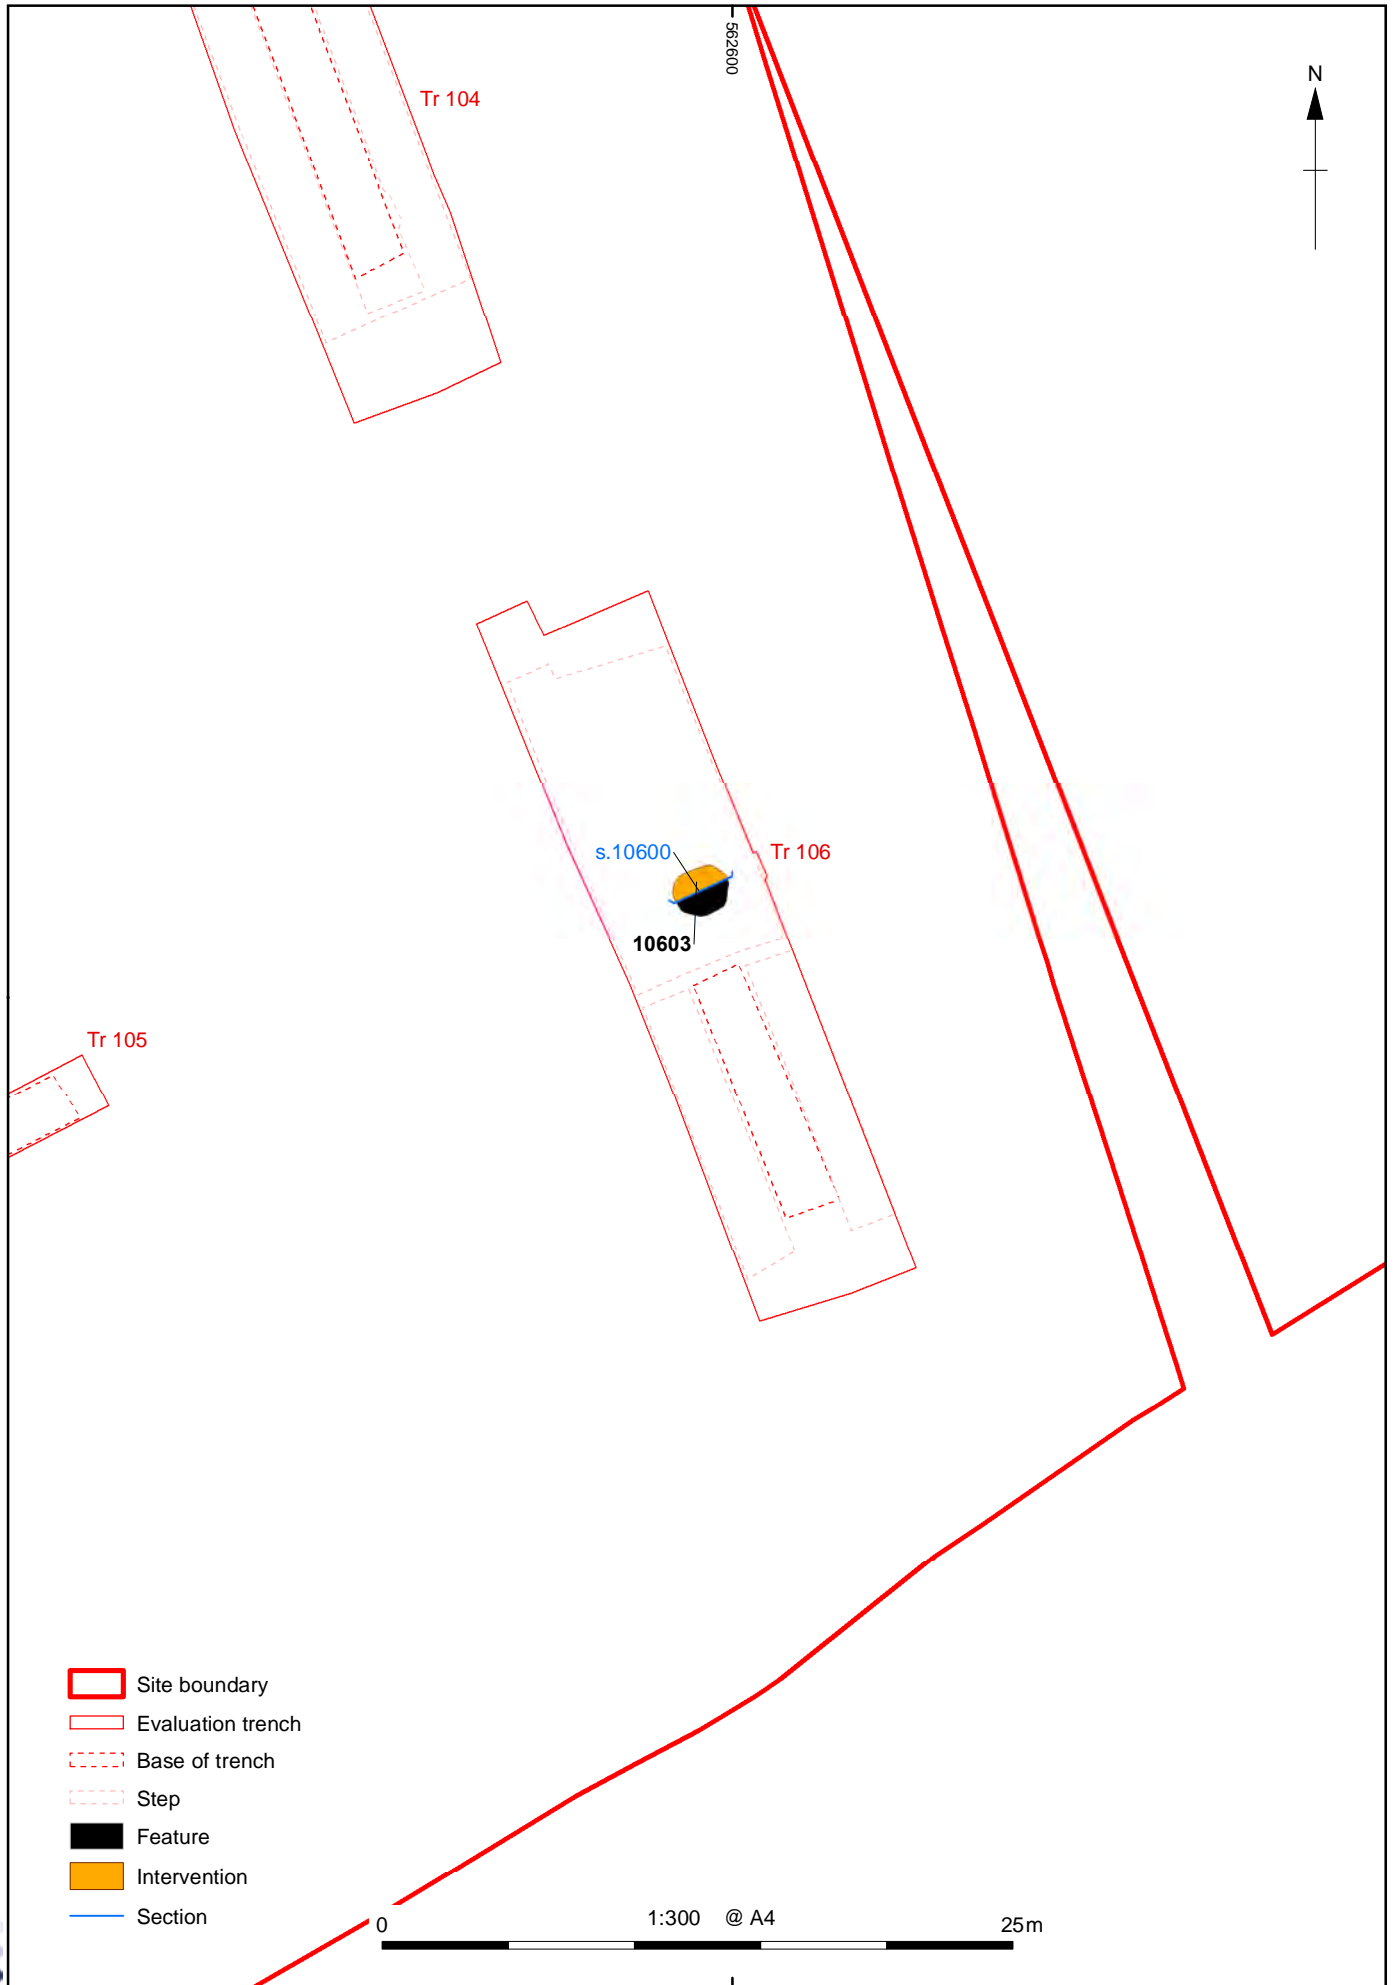 562600
N
Tr 104
s.10600
Tr 106
10603
Tr 105
Site boundary
Evaluation trench
Base of trench
Step
Feature
Intervention
Section
0
1:300 @ A4
25m